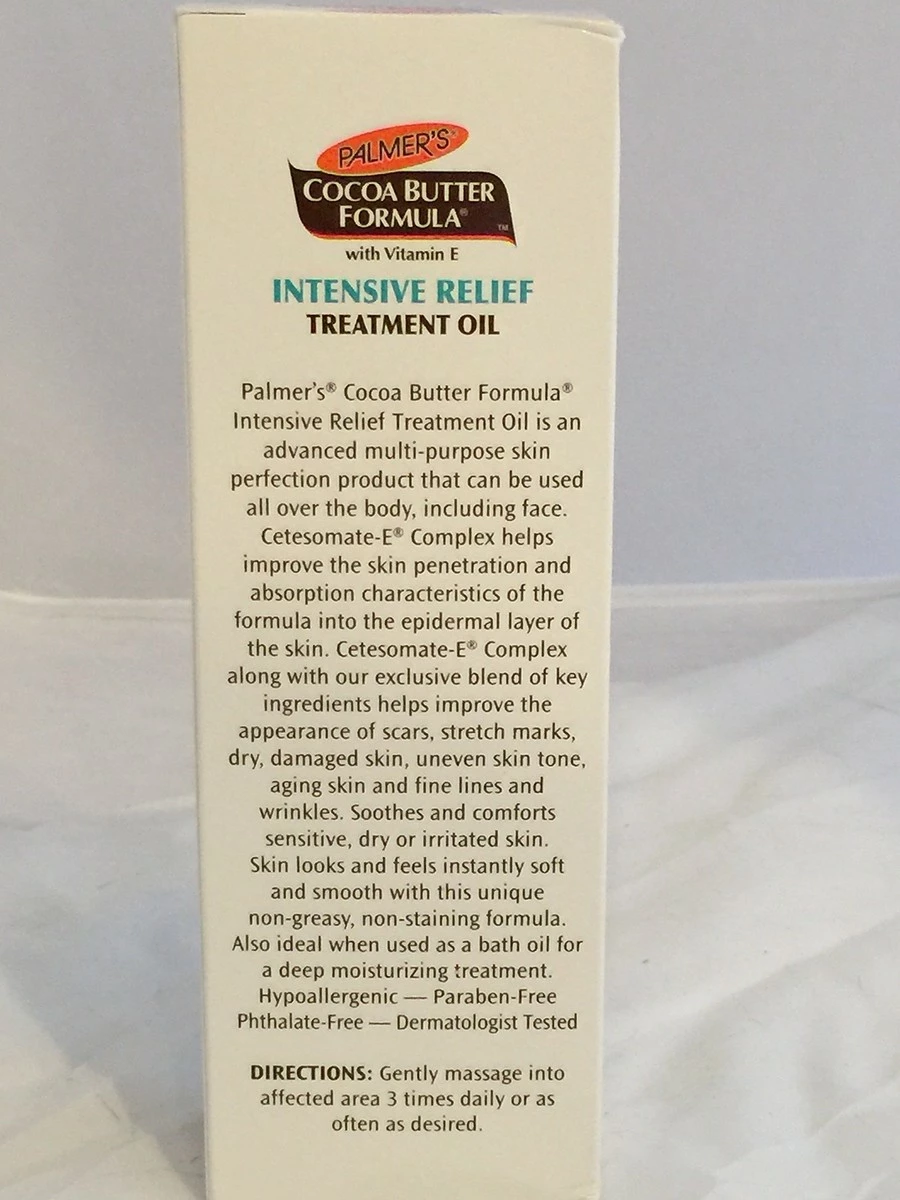 PALMER'S®
COCOA BUTTER
FORMULA®
TM
with Vitamin E
INTENSIVE RELIEF
TREATMENT OIL
Palmer's® Cocoa Butter Formula®
Intensive Relief Treatment Oil is an
advanced multi-purpose skin
perfection product that can be used
all over the body, including face.
Cetesomate-E® Complex helps
improve the skin penetration and
absorption characteristics of the
formula into the epidermal layer of
the skin. Cetesomate-E® Complex
along with our exclusive blend of key
ingredients helps improve the
appearance of scars, stretch marks,
dry, damaged skin, uneven skin tone,
aging skin and fine lines and
wrinkles. Soothes and comforts
sensitive, dry or irritated skin.
Skin looks and feels instantly soft
and smooth with this unique
non-greasy, non-staining formula.
Also ideal when used as a bath oil for
a deep moisturizing treatment.
Hypoallergenic — Paraben-Free
Phthalate-Free — Dermatologist Tested
DIRECTIONS: Gently massage into
affected area 3 times daily or as
often as desired.